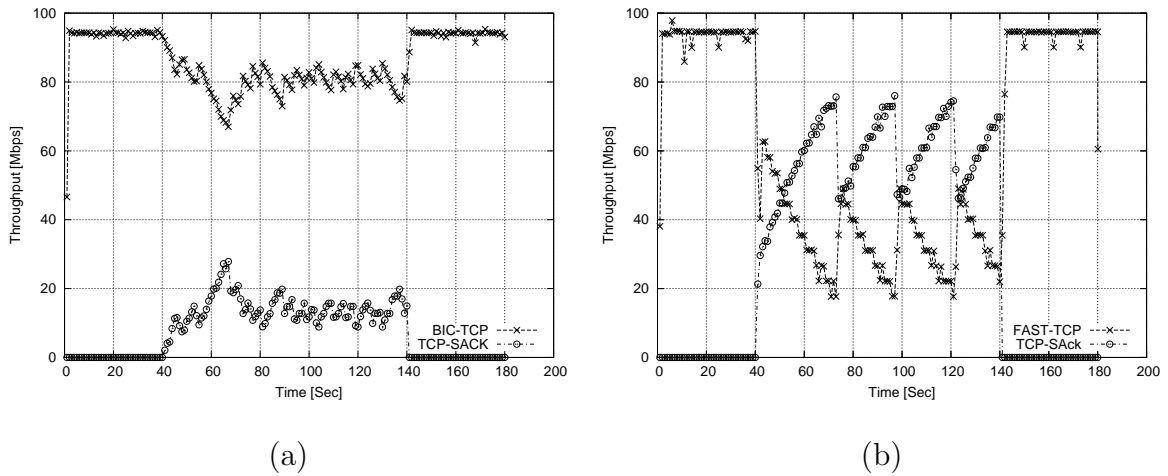 100
80
60
40
20
0
Throughput [Mbps]
BIC-TCP
TCP-SACK
0 20 40 60 80 100 120 140 160 180 200
Time [Sec]
(a)
100
80
60
40
20
0
Throughput [Mbps]
FAST-TCP
TCP-SAck
0 20 40 60 80 100 120 140 160 180 200
Time [Sec]
(b)